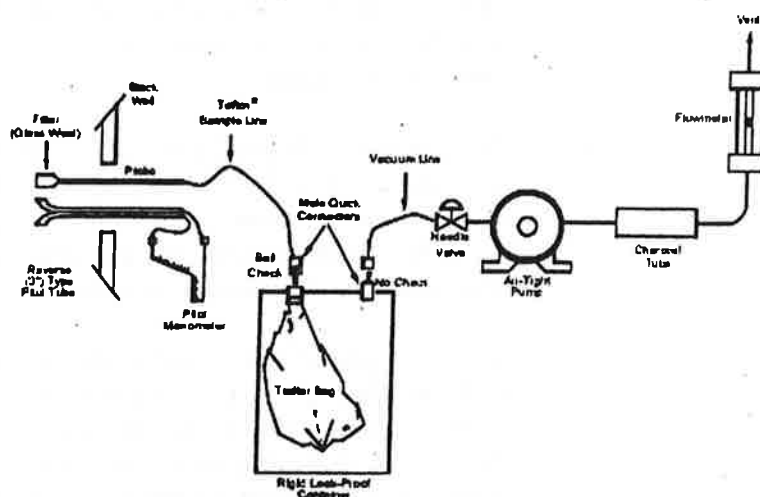 Vent
Stack
Wall
Filter
(Glass Wool)
Teflon®
Sample Line
Flowmeter
Probe
Vacuum Line
Male Quick
Connectors
Needle
Valve
Ball
Check
Charcoal
Tube
No Check
Reverse
Type
Pitot Tube
Air-Tight
Pump
Pitot
Manometer
Tedlar Bag
Rigid Leak-Proof
Container